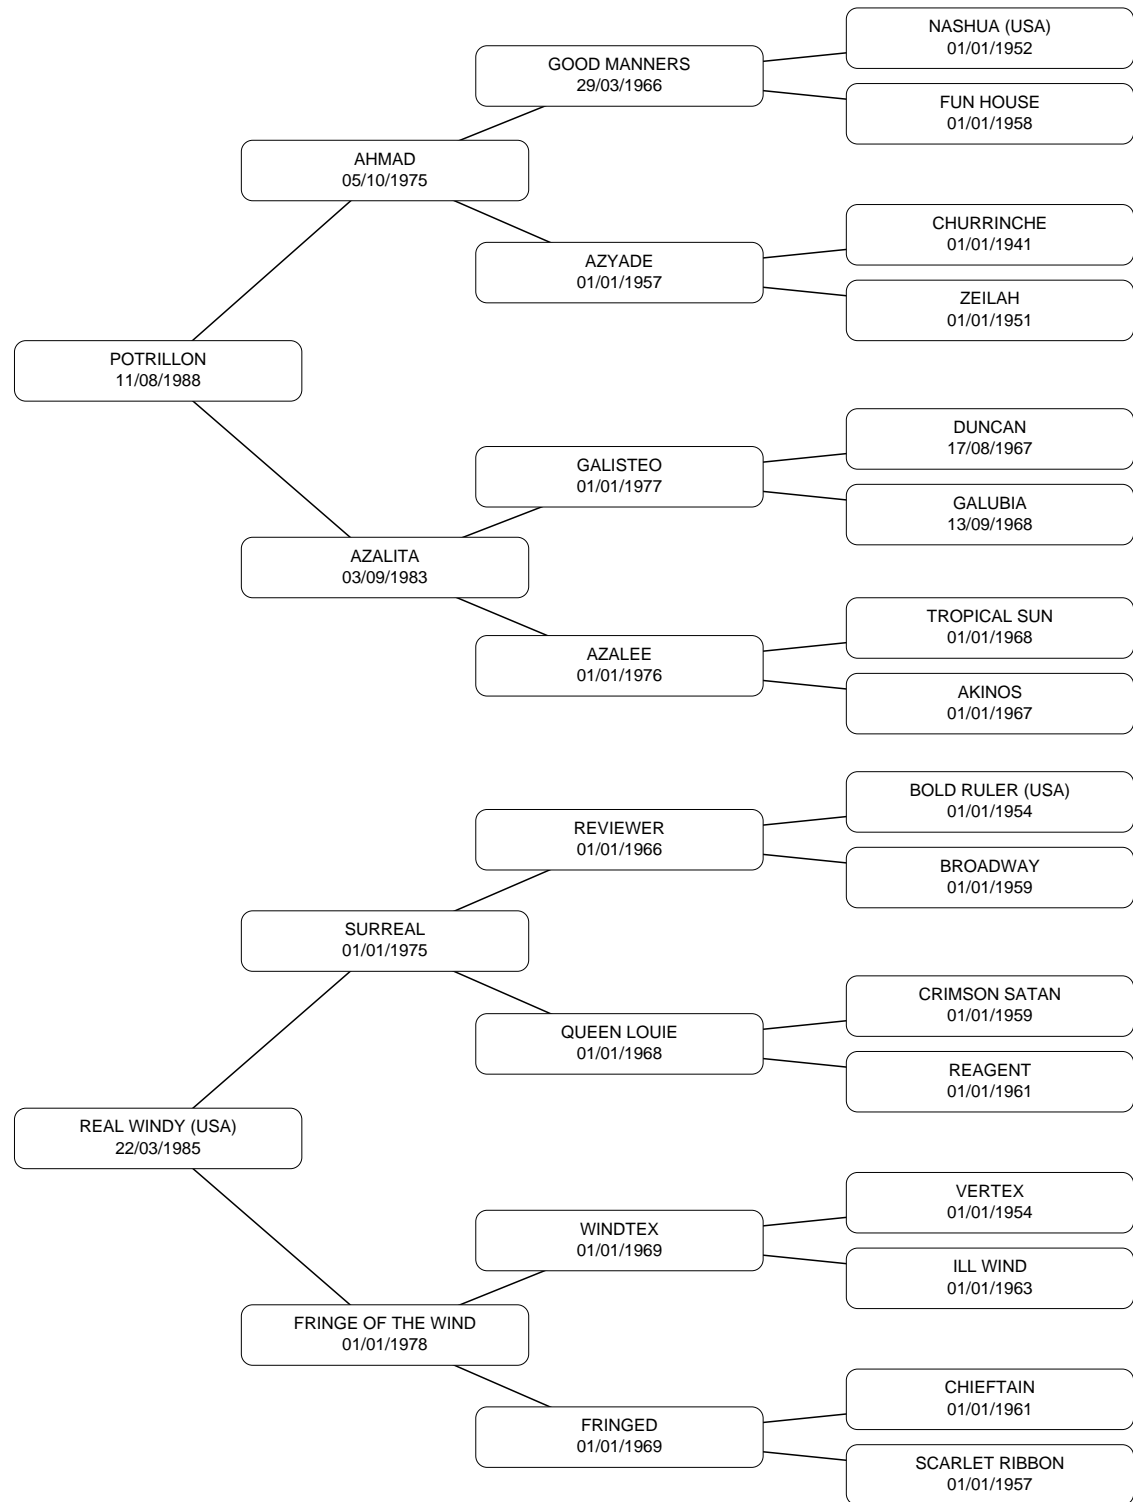 NASHUA (USA)
01/01/1952
GOOD MANNERS
29/03/1966
FUN HOUSE
01/01/1958
AHMAD
05/10/1975
CHURRINCHE
01/01/1941
AZYADE
01/01/1957
ZEILAH
01/01/1951
POTRILLON
11/08/1988
DUNCAN
17/08/1967
GALISTEO
01/01/1977
GALUBIA
13/09/1968
AZALITA
03/09/1983
TROPICAL SUN
01/01/1968
AZALEE
01/01/1976
AKINOS
01/01/1967
BOLD RULER (USA)
01/01/1954
REVIEWER
01/01/1966
BROADWAY
01/01/1959
SURREAL
01/01/1975
CRIMSON SATAN
01/01/1959
QUEEN LOUIE
01/01/1968
REAGENT
01/01/1961
REAL WINDY (USA)
22/03/1985
VERTEX
01/01/1954
WINDTEX
01/01/1969
ILL WIND
01/01/1963
FRINGE OF THE WIND
01/01/1978
CHIEFTAIN
01/01/1961
FRINGED
01/01/1969
SCARLET RIBBON
01/01/1957